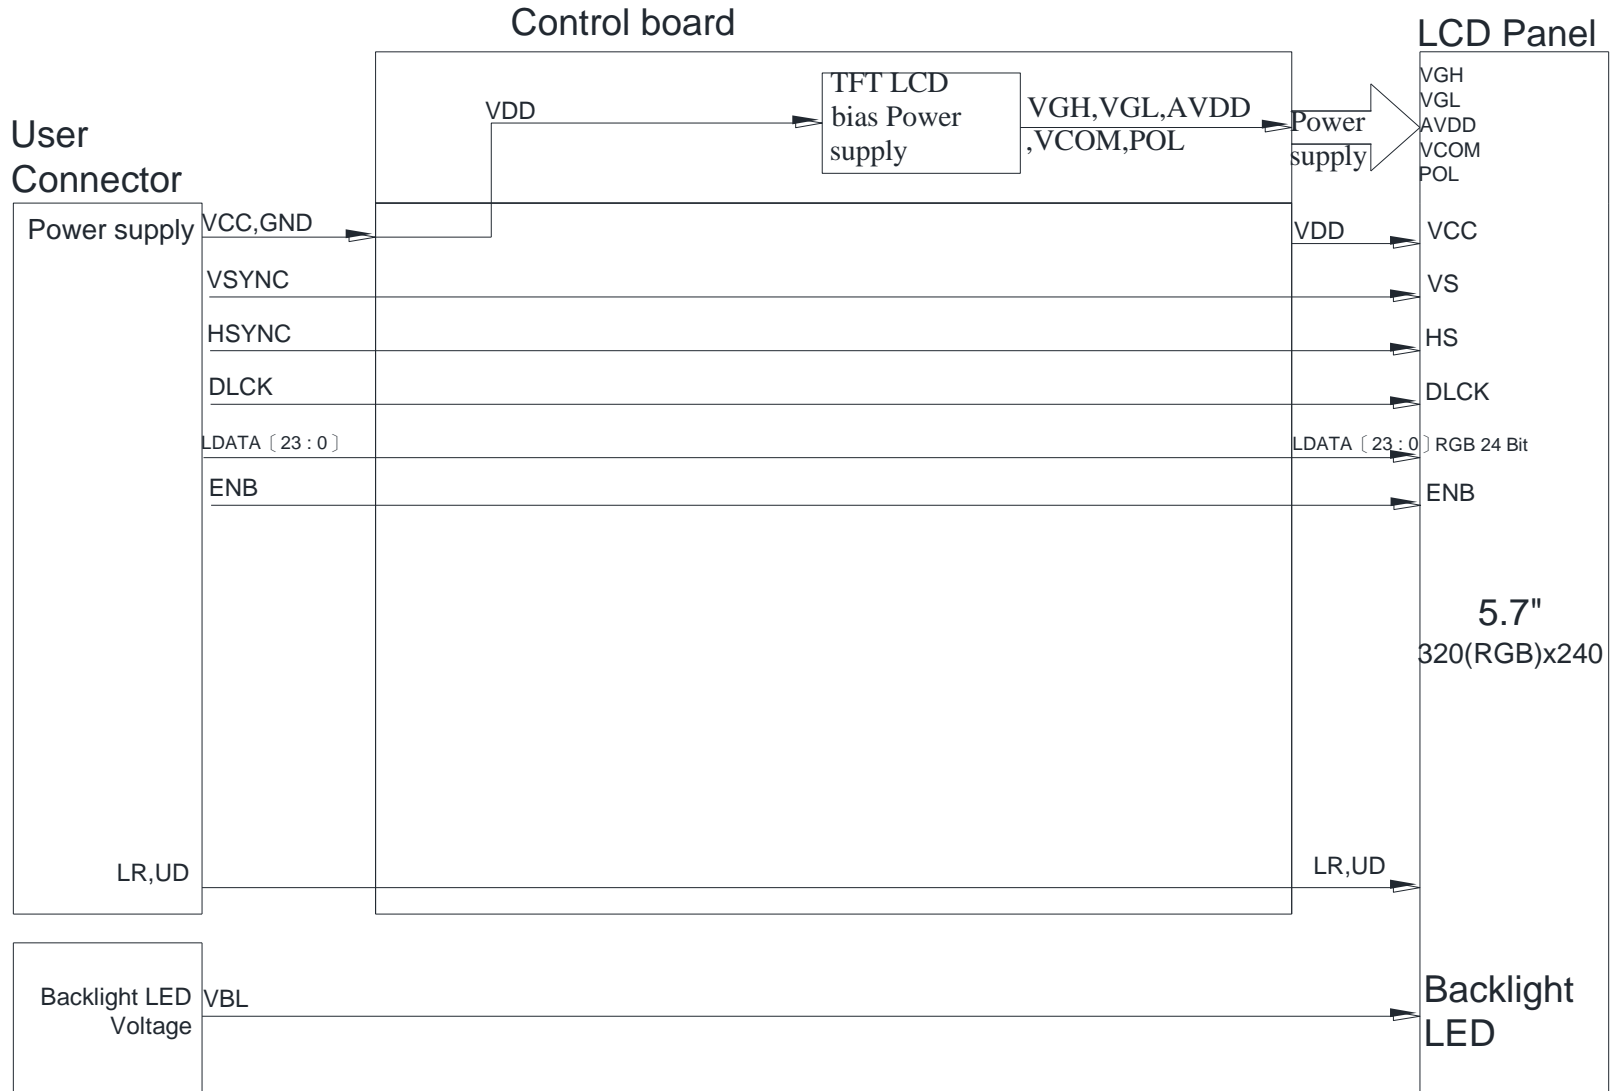 Control board
LCD Panel
TFT LCD
bias Power
supply
VDD
VGH,VGL,AVDD
,VCOM,POL
Power
supply
VGH
VGL
AVDD
VCOM
POL
User
Connector
Power supply
VCC,GND
VDD
VCC
VSYNC
VS
HSYNC
HS
DLCK
DLCK
LDATA〔23:0〕
LDATA〔23:0〕RGB 24 Bit
ENB
ENB
5.7"
320(RGB)x240
LR,UD
LR,UD
Backlight LED
Voltage
VBL
Backlight
LED